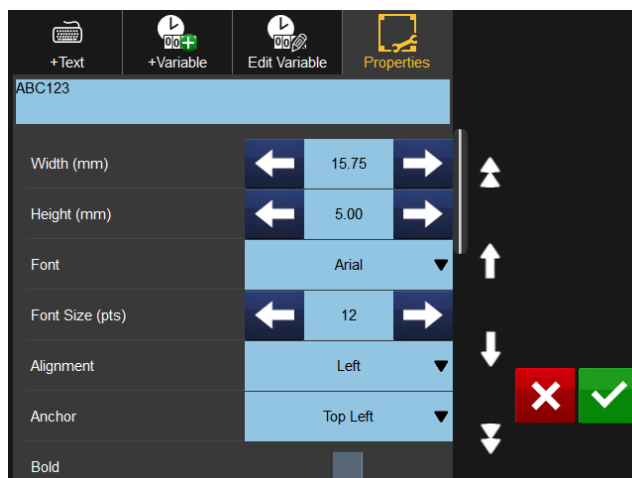 +Text
+Variable
Edit Variable
Properties
ABC123
Width (mm) 15.75
Height (mm) 5.00
Font Arial
Font Size (pts) 12
Alignment Left
Anchor Top Left
Bold